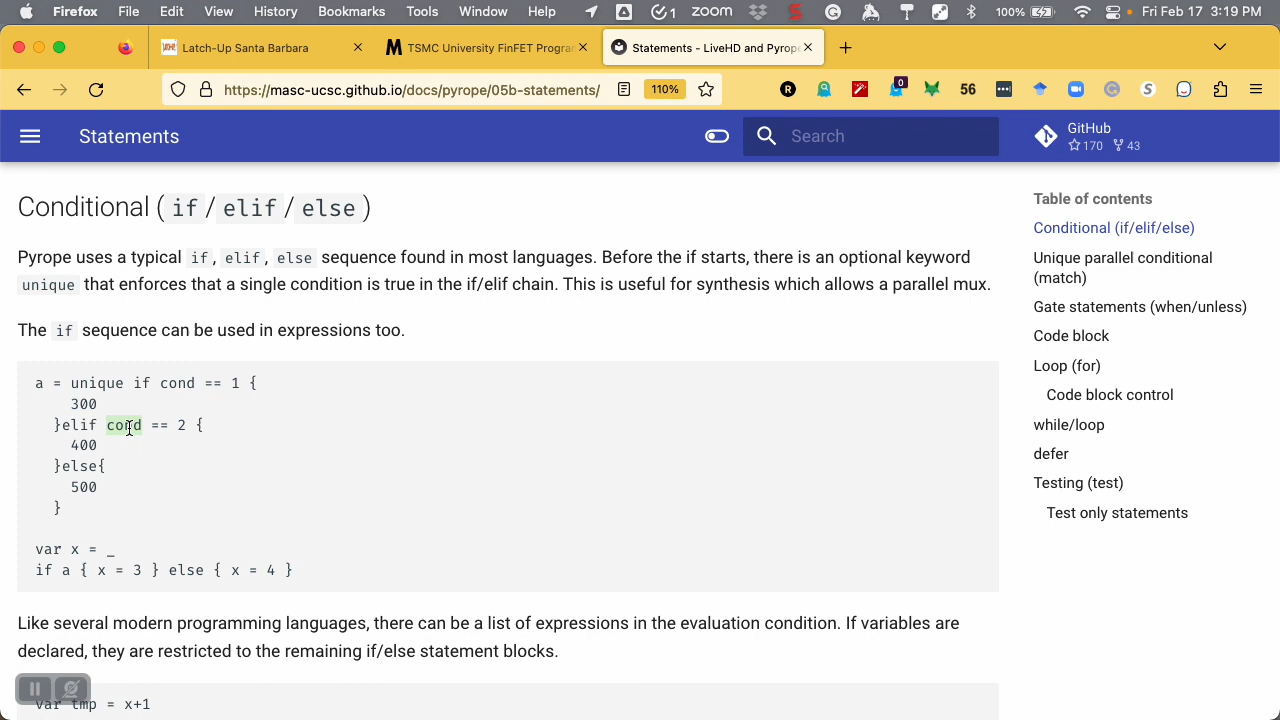 Firefox File Edit View History Bookmarks Tools Window Help 1 zoom 100% Fri Feb 17 3:19 PM
Latch-Up Santa Barbara
TSMC University FinFET Progra
Statements - LiveHD and Pyrope
https://masc-ucsc.github.io/docs/pyrope/05b-statements/ 110% R 0 56 S
Statements
Search
GitHub
170 43
Conditional ( if / elif / else )
Pyrope uses a typical if, elif, else sequence found in most languages. Before the if starts, there is an optional keyword
unique that enforces that a single condition is true in the if/elif chain. This is useful for synthesis which allows a parallel mux.
The if sequence can be used in expressions too.
a = unique if cond == 1 {
300
}elif cond == 2 {
400
}else{
500
}
var x = _
if a { x = 3 } else { x = 4 }
Like several modern programming languages, there can be a list of expressions in the evaluation condition. If variables are
declared, they are restricted to the remaining if/else statement blocks.
var tmp = x+1
Table of contents
Conditional (if/elif/else)
Unique parallel conditional
(match)
Gate statements (when/unless)
Code block
Loop (for)
Code block control
while/loop
defer
Testing (test)
Test only statements